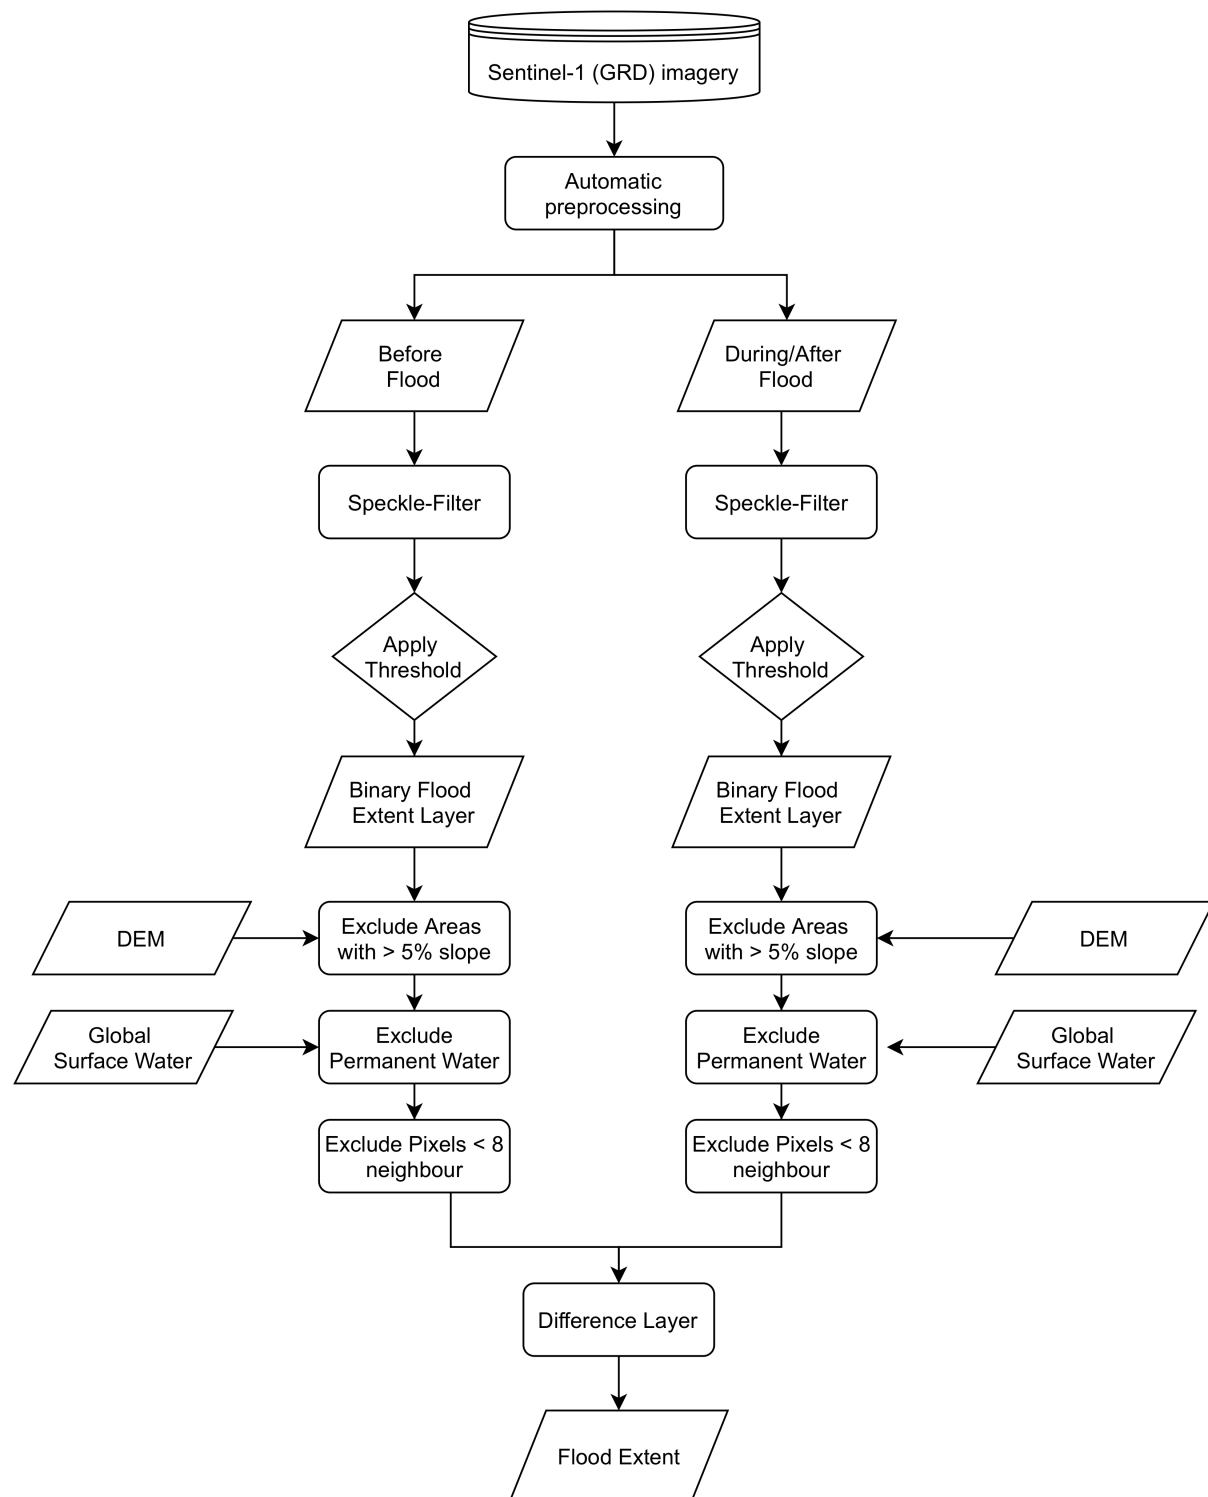 Sentinel-1 (GRD) imagery
Automatic
preprocessing
Before
Flood
During/After
Flood
Speckle-Filter
Speckle-Filter
Apply
Threshold
Apply
Threshold
Binary Flood
Extent Layer
Binary Flood
Extent Layer
DEM
Exclude Areas
with > 5% slope
Exclude Areas
with > 5% slope
DEM
Global
Surface Water
Exclude
Permanent Water
Exclude
Permanent Water
Global
Surface Water
Exclude Pixels < 8
neighbour
Exclude Pixels < 8
neighbour
Difference Layer
Flood Extent